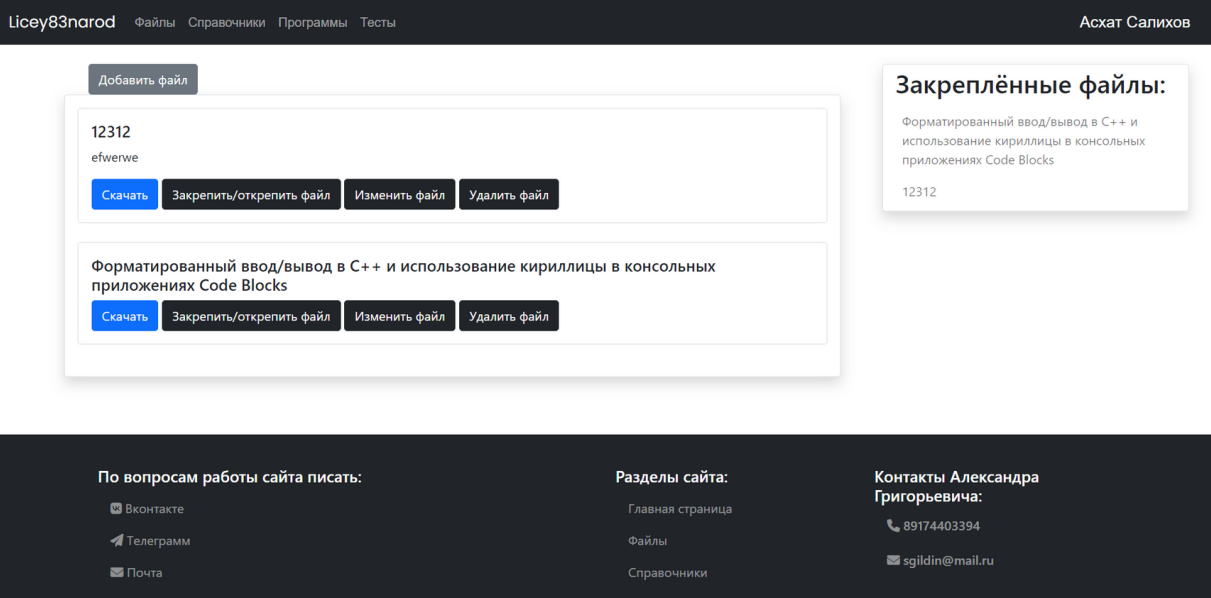 Licey83narod Файлы Справочники Программы Тесты Асхат Салихов
Добавить файл
12312
efwerwe
Скачать Закрепить/открепить файл Изменить файл Удалить файл
Форматированный ввод/вывод в C++ и использование кириллицы в консольных
приложениях Code Blocks
Скачать Закрепить/открепить файл Изменить файл Удалить файл
Закреплённые файлы:
Форматированный ввод/вывод в C++ и
использование кириллицы в консольных
приложениях Code Blocks
12312
По вопросам работы сайта писать:
Вконтакте
Телеграмм
Почта
Разделы сайта:
Главная страница
Файлы
Справочники
Контакты Александра
Григорьевича:
89174403394
sgildin@mail.ru